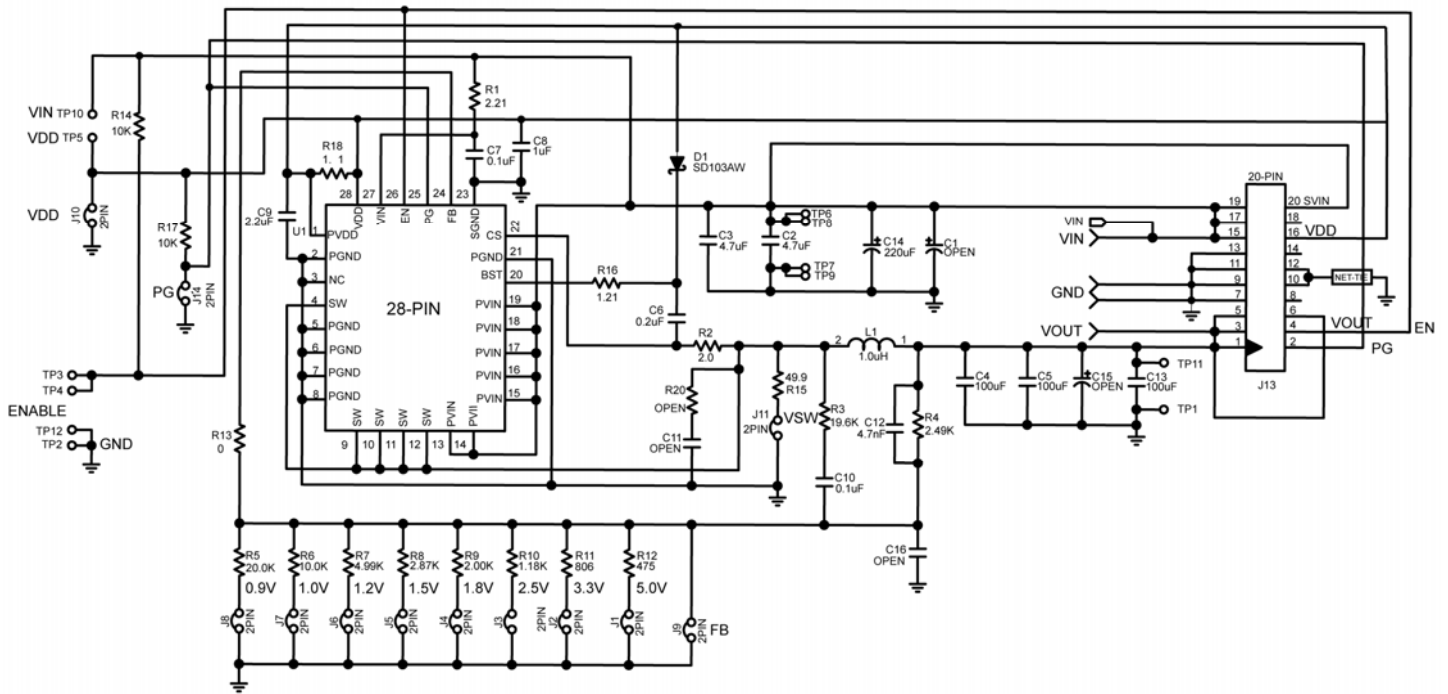 VIN TP10
VDD TP5
R14
10K
VDD
J10
2PIN
R17
10K
PG
J14
2PIN
TP3
TP4
ENABLE
TP12
TP2 GND
R13
0
R18
1. 1
C9
2.2uF
U1
R1
2.21
C7
0.1uF
C8
1uF
28 27 26 25 24 23
VDD VIN EN PG FB SGND
1 PVDD
2 PGND
3 NC
4 SW
5 PGND
6 PGND
7 PGND
8 PGND
28-PIN
CS 22
PGND 21
BST 20
PVIN 19
PVIN 18
PVIN 17
PVIN 16
PVIN 15
SW SW SW SW PVIN PVII
9 10 11 12 13 14
D1
SD103AW
R16
1.21
C6
0.2uF
R2
2.0
C3
4.7uF
C2
4.7uF
TP6
TP8
TP7
TP9
C14
220uF
C1
OPEN
R20
OPEN
C11
OPEN
49.9
R15
J11
2PIN
VSW
R3
19.6K
C10
0.1uF
2 L1 1
1.0uH
C12
4.7nF
R4
2.49K
C16
OPEN
C4
100uF
C5
100uF
C15
OPEN
C13
100uF
TP11
TP1
20-PIN
VIN
VIN
GND
VOUT
19 20 SVIN
17 18
15 16 VDD
13 14
11 12
9 10
7 8
5 6
3 4
1 2
NET-TIE
VOUT
EN
PG
J13
R5
20.0K
0.9V
J8
2PIN
R6
10.0K
1.0V
J7
2PIN
R7
4.99K
1.2V
J6
2PIN
R8
2.87K
1.5V
J5
2PIN
R9
2.00K
1.8V
J4
2PIN
R10
1.18K
2.5V
J3
2PIN
R11
806
3.3V
J2
2PIN
R12
475
5.0V
J1
2PIN
J9
2PIN
FB